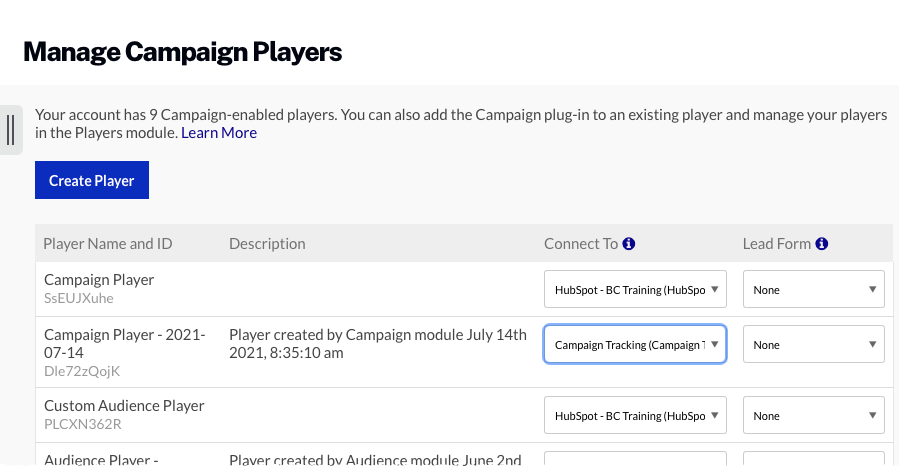 Manage Campaign Players
Your account has 9 Campaign-enabled players. You can also add the Campaign plug-in to an existing player and manage your players
in the Players module. Learn More
Create Player
Player Name and ID Description Connect To Lead Form
Campaign Player
SsEUJXuhe
HubSpot - BC Training (HubSpo None
Campaign Player - 2021-
07-14
Dle72zQojK
Player created by Campaign module July 14th
2021, 8:35:10 am
Campaign Tracking (Campaign T None
Custom Audience Player
PLCXN362R
HubSpot - BC Training (HubSpo None
Audience Player -
Player created by Audience module June 2nd